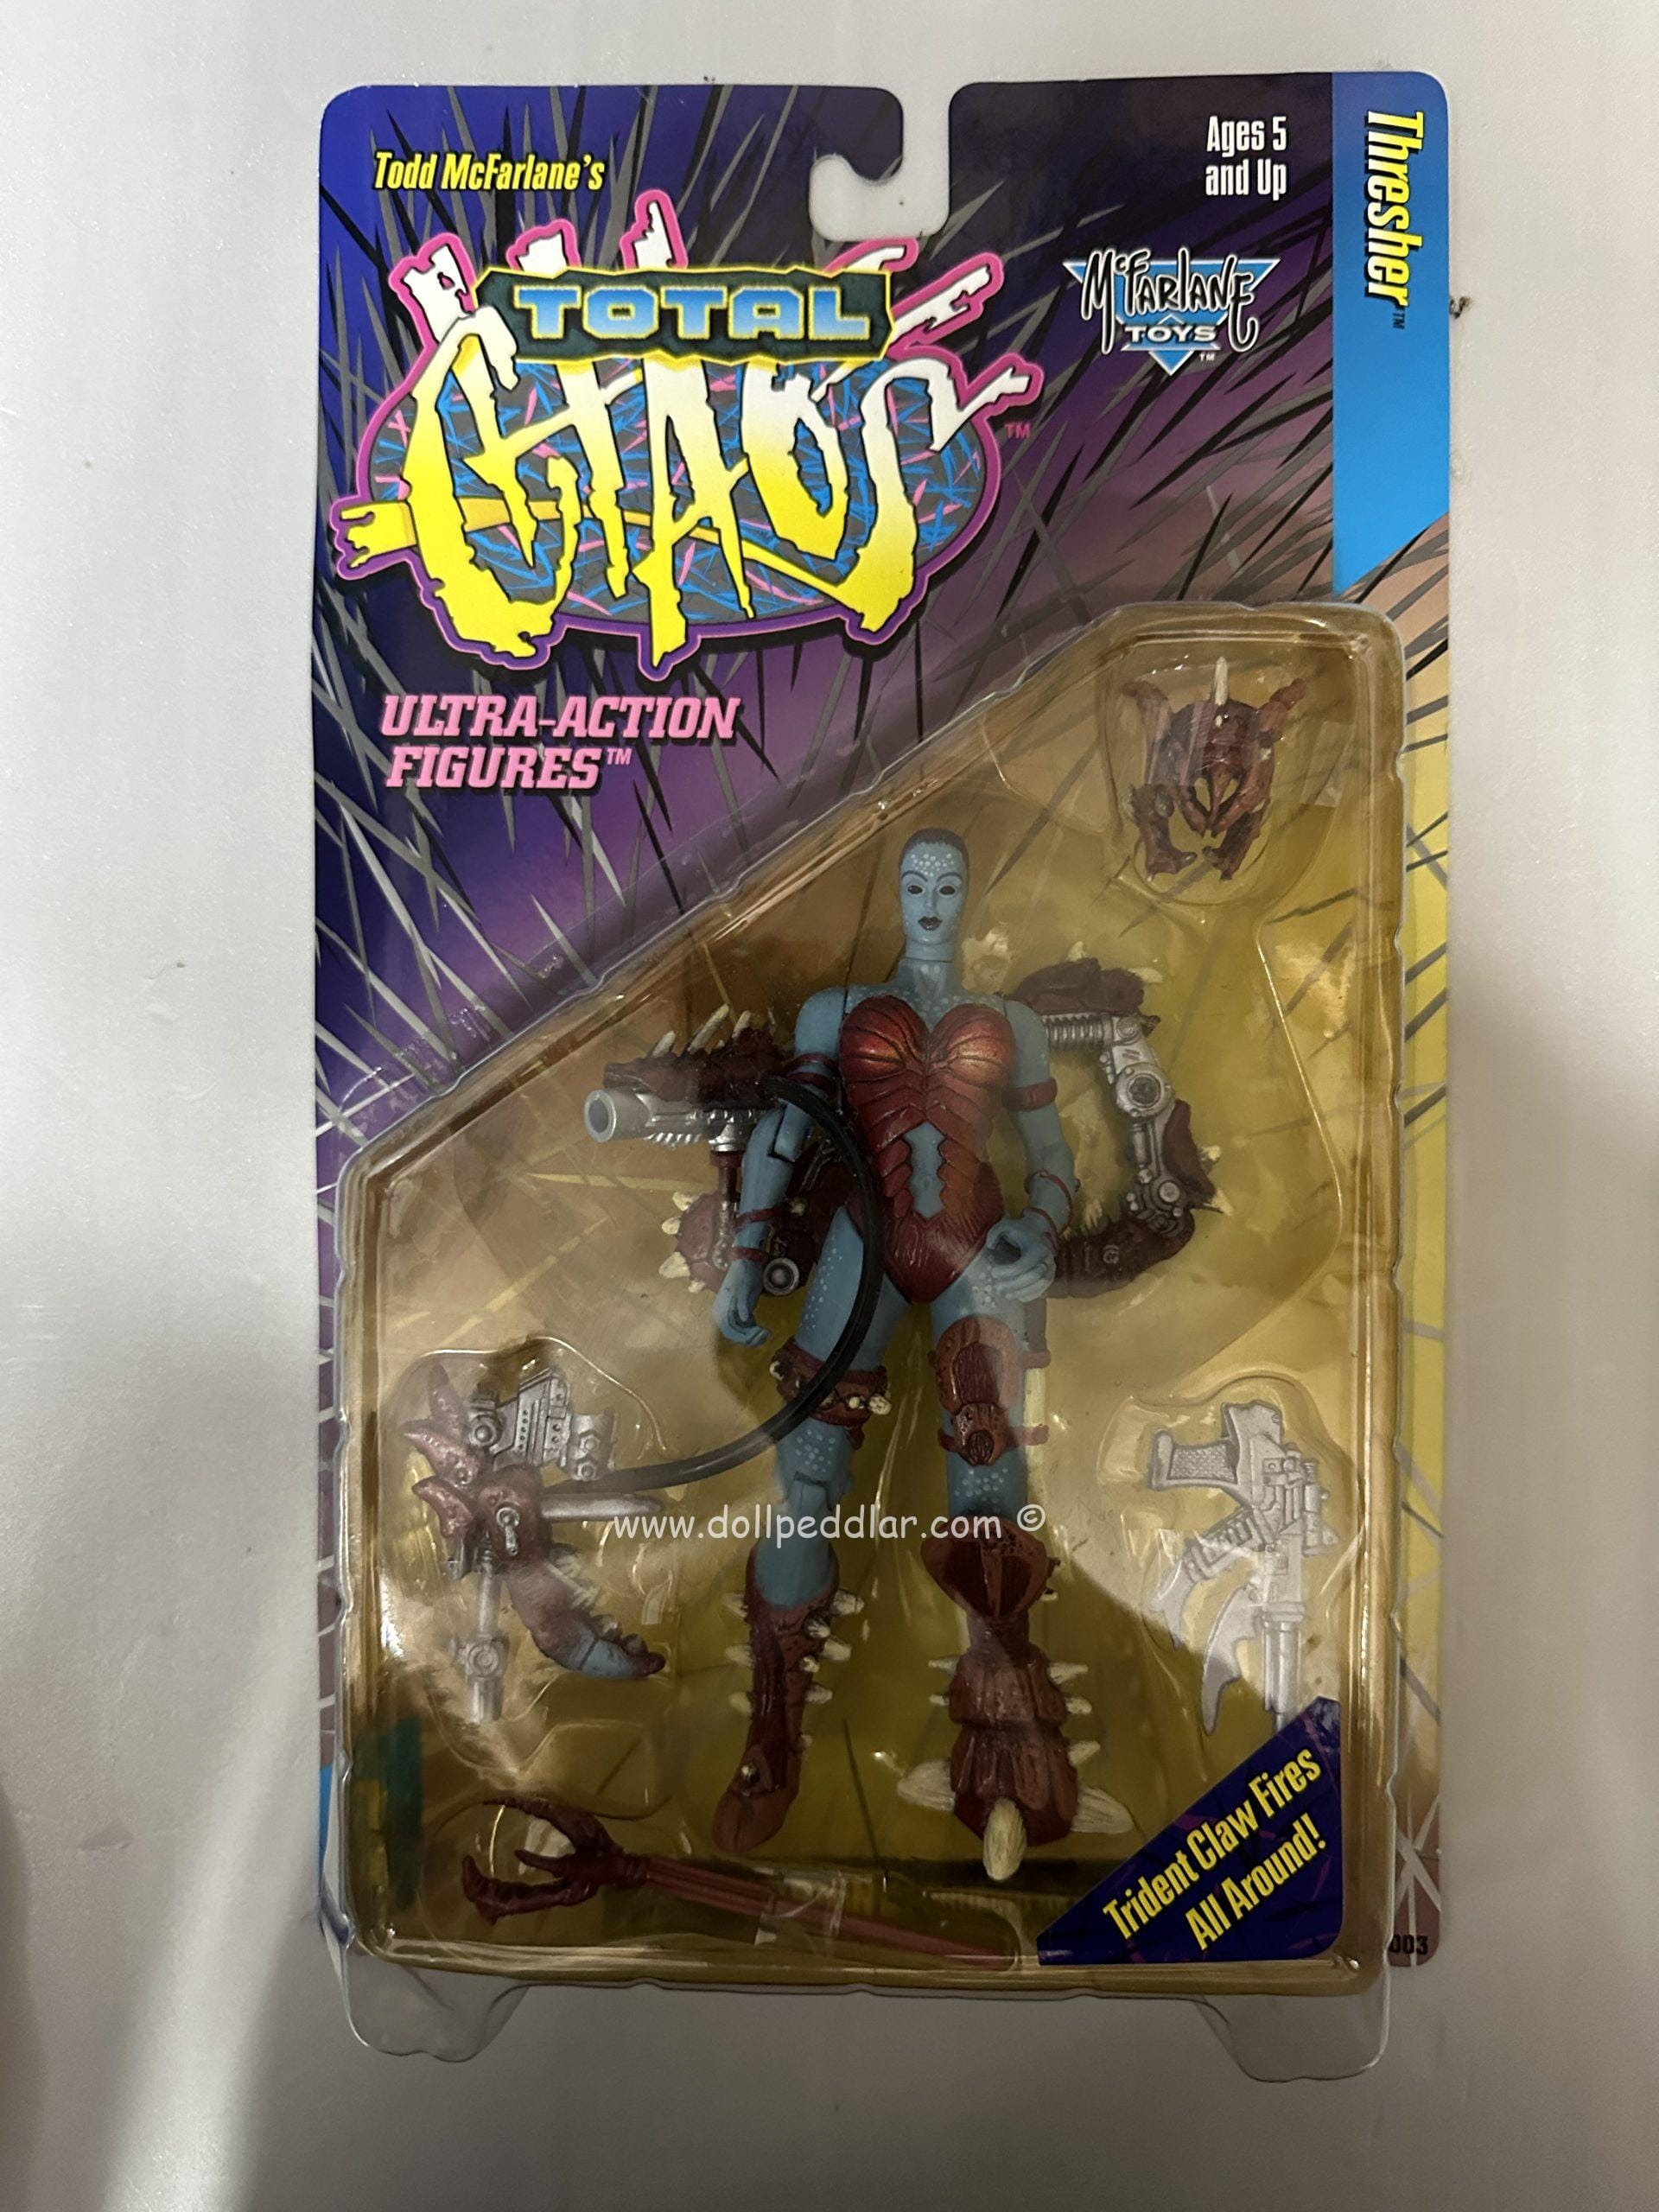 Todd McFarlane's
TOTAL
CHAOS
TM
ULTRA-ACTION
FIGURES™
Ages 5
and Up
McFARLANE
TOYS
TM
Thresher™
www.dollpeddlar.com ©
Trident Claw Fires
All Around!
003